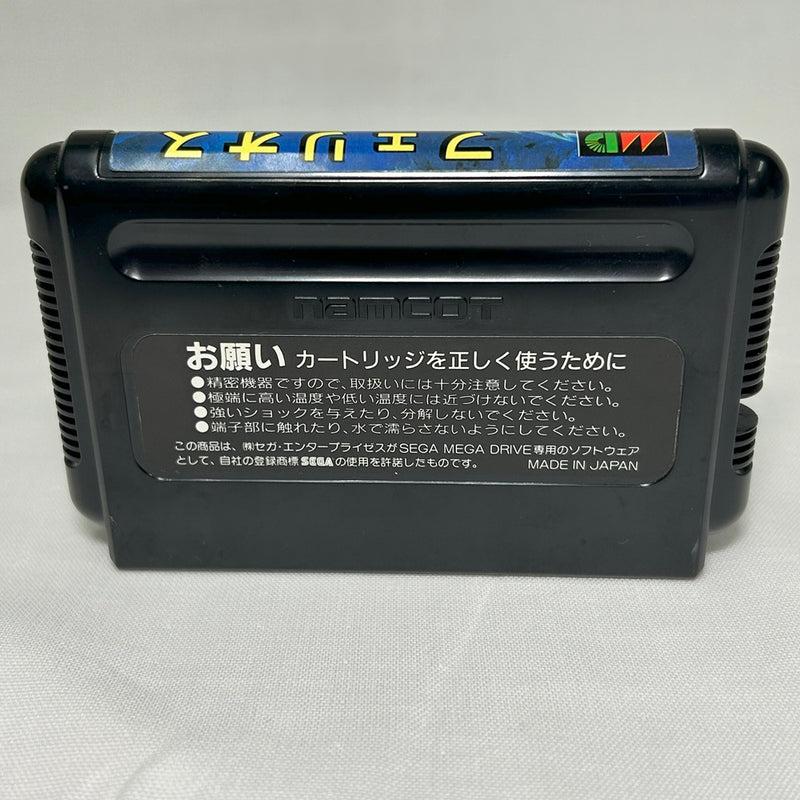 フェリオス
MD
namcot
お願い カートリッジを正しく使うために
●精密機器ですので、取扱いには十分注意してください。
●極端に高い温度や低い温度には近づけないでください。
●強いショックを与えたり、分解しないでください。
●端子部に触れたり、水で濡らさないようにしてください。
この商品は、㈱セガ・エンタープライゼスがSEGA MEGA DRIVE専用のソフトウェア
として、自社の登録商標SEGAの使用を許諾したものです。 MADE IN JAPAN